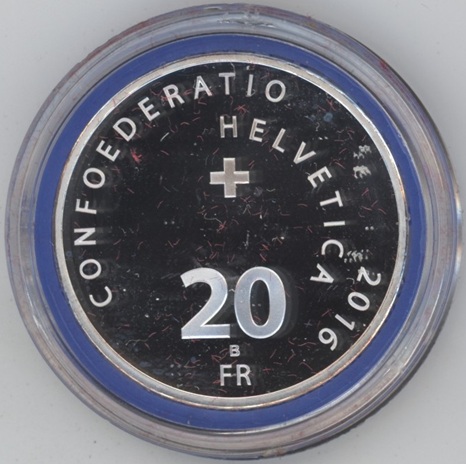 CONFOEDERATIO
HELVETICA 2016
20
B
FR